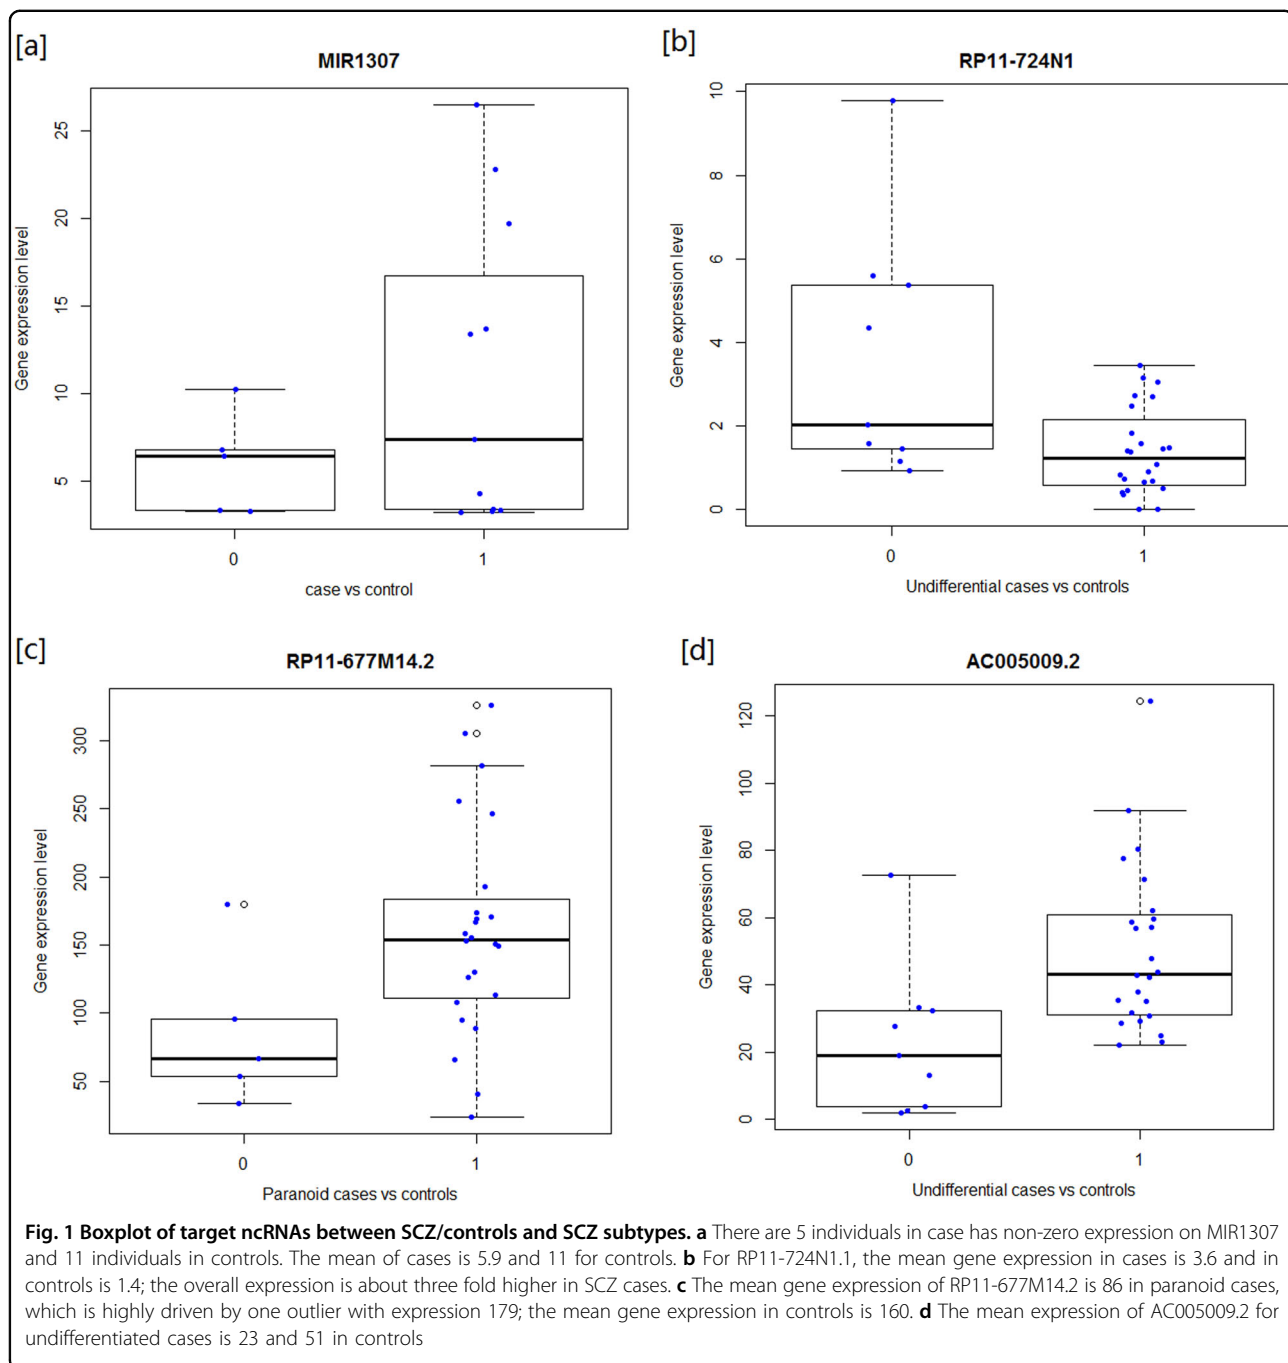 [a]
MIR1307
Gene expression level
25
20
15
10
5
0
1
case vs control
[b]
RP11-724N1
Gene expression level
10
8
6
4
2
0
0
1
Undifferential cases vs controls
[c]
RP11-677M14.2
Gene expression level
300
250
200
150
100
50
0
1
Paranoid cases vs controls
[d]
AC005009.2
Gene expression level
120
100
80
60
40
20
0
0
1
Undifferential cases vs controls
Fig. 1 Boxplot of target ncRNAs between SCZ/controls and SCZ subtypes. a There are 5 individuals in case has non-zero expression on MIR1307
and 11 individuals in controls. The mean of cases is 5.9 and 11 for controls. b For RP11-724N1.1, the mean gene expression in cases is 3.6 and in
controls is 1.4; the overall expression is about three fold higher in SCZ cases. c The mean gene expression of RP11-677M14.2 is 86 in paranoid cases,
which is highly driven by one outlier with expression 179; the mean gene expression in controls is 160. d The mean expression of AC005009.2 for
undifferentiated cases is 23 and 51 in controls